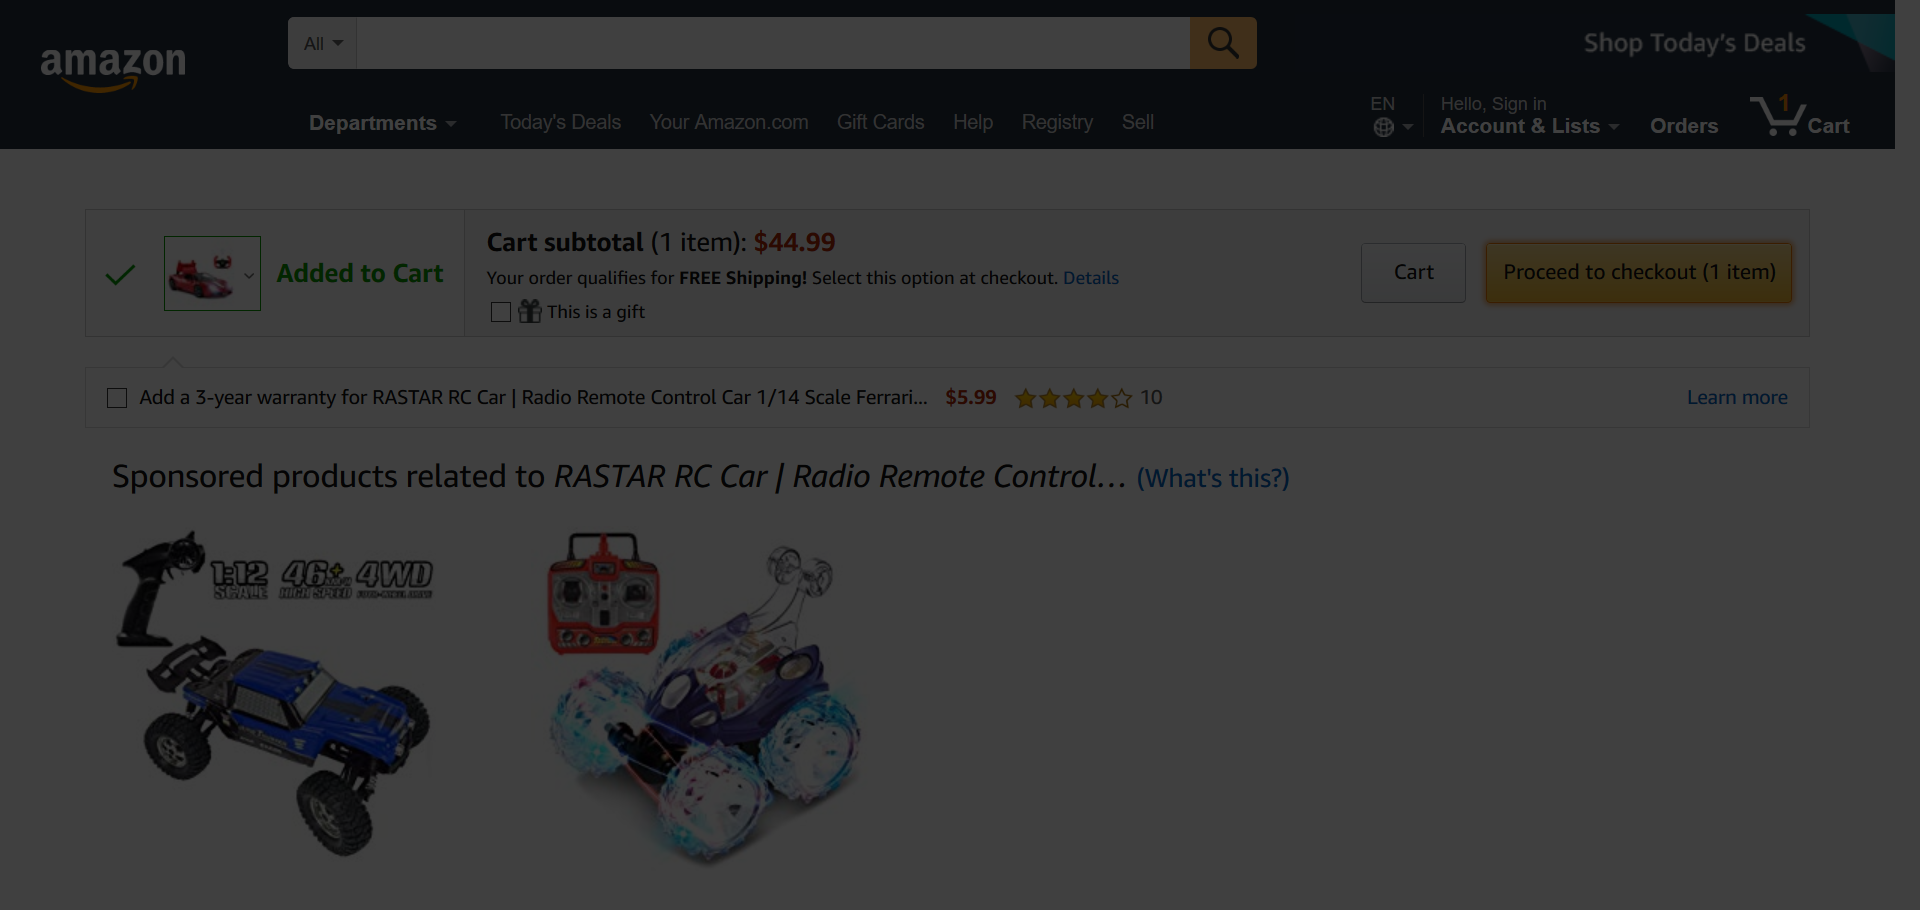 All
Shop Today's Deals
amazon
Departments
Today's Deals
Your Amazon.com
Gift Cards
Help
Registry
Sell
EN
Hello, Sign in
Account & Lists
Orders
1
Cart
Added to Cart
Cart subtotal (1 item): $44.99
Your order qualifies for FREE Shipping! Select this option at checkout. Details
This is a gift
Cart
Proceed to checkout (1 item)
Add a 3-year warranty for RASTAR RC Car | Radio Remote Control Car 1/14 Scale Ferrari... $5.99 10
Learn more
Sponsored products related to RASTAR RC Car | Radio Remote Control... (What's this?)
1:12 46+ 4WD
SCALE HIGH SPEED